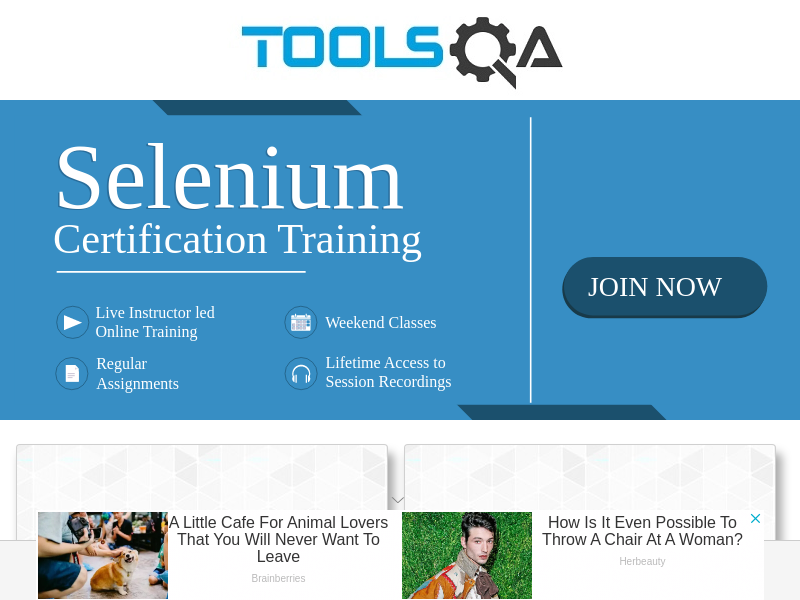 TOOLSQA
Selenium
Certification Training
JOIN NOW
Live Instructor led
Online Training
Weekend Classes
Regular
Assignments
Lifetime Access to
Session Recordings
A Little Cafe For Animal Lovers
That You Will Never Want To
Leave
Brainberries
How Is It Even Possible To
Throw A Chair At A Woman?
Herbeauty